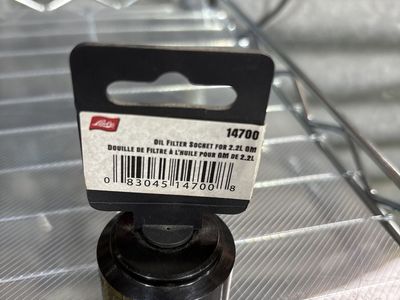 Lisle
14700
Oil Filter Socket for 2.2L GM
Douille de Filtre à l'huile pour GM de 2.2L
0 83045 14700 8